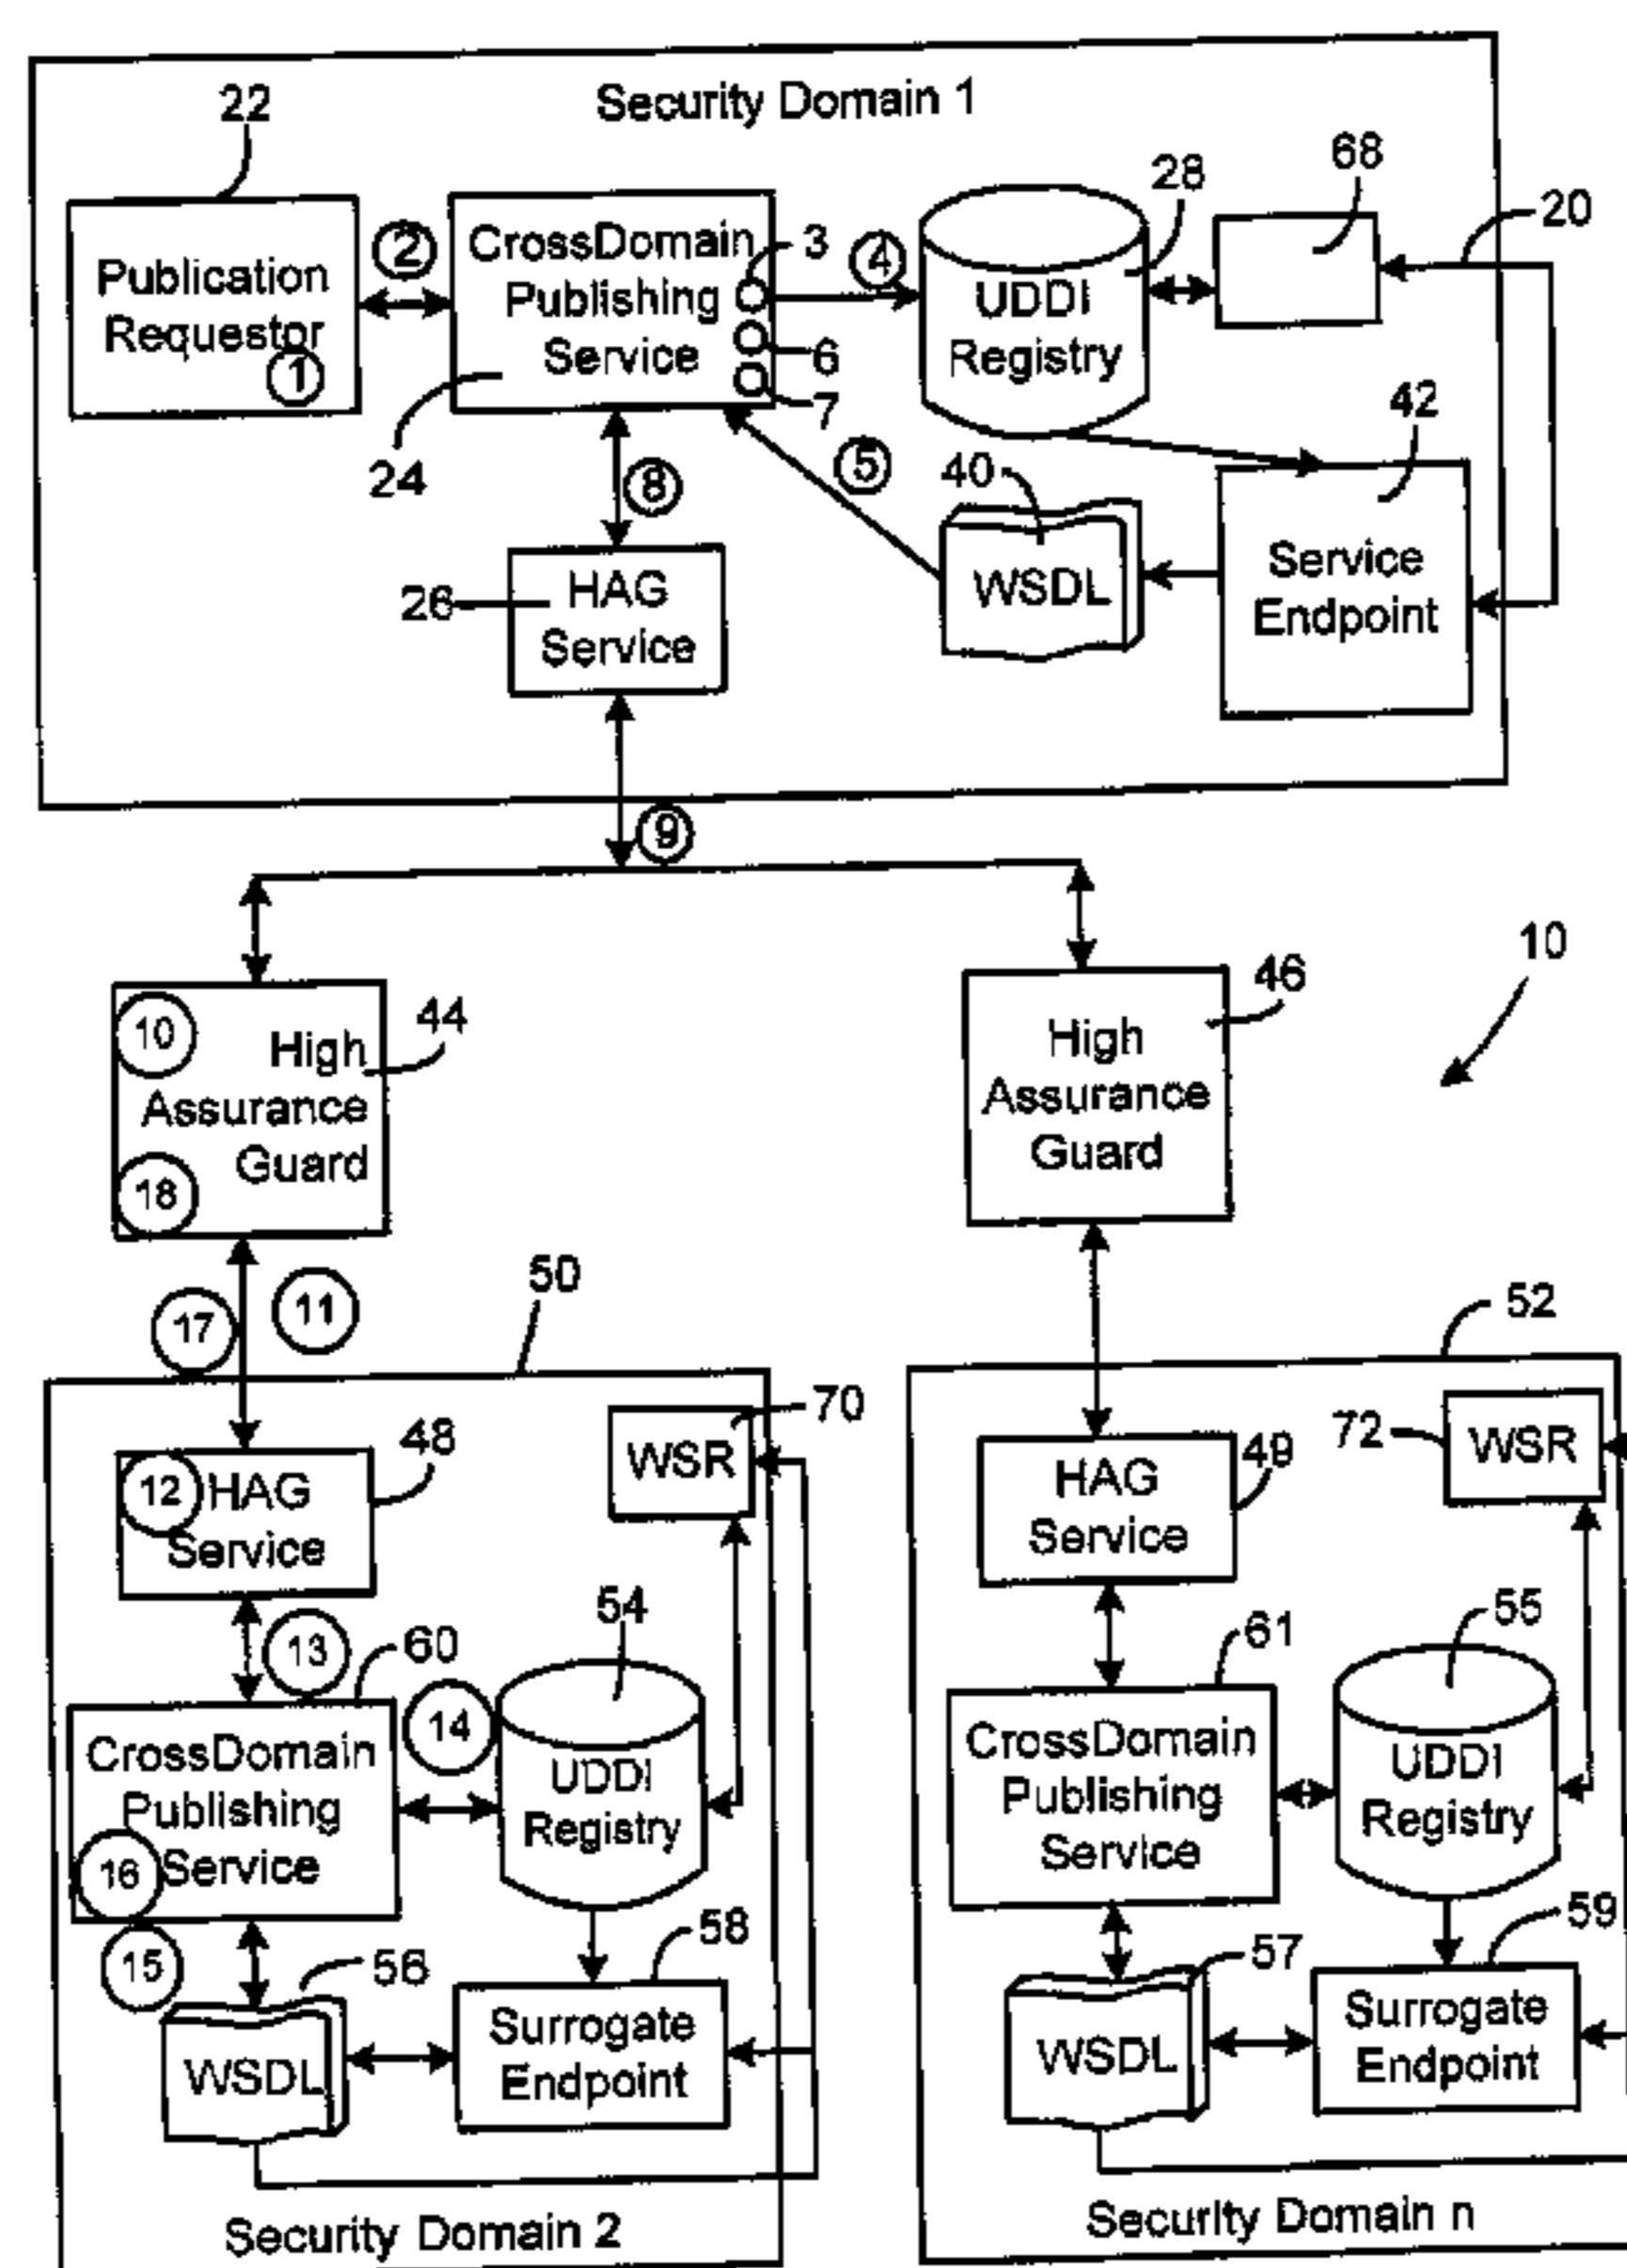 Security Domain 1
22
68
28
20
Publication
Requestor
1
2
CrossDomain
Publishing
Service
3
6
7
4
UDDI
Registry
24
8
5
40
42
26
HAG
Service
WSDL
Service
Endpoint
9
10
44
46
10
High
Assurance
Guard
18
High
Assurance
Guard
17
11
50
52
70
72
12
HAG
Service
48
WSR
HAG
Service
49
WSR
13
60
54
61
55
14
CrossDomain
Publishing
Service
16
UDDI
Registry
CrossDomain
Publishing
Service
UDDI
Registry
15
56
58
57
59
WSDL
Surrogate
Endpoint
WSDL
Surrogate
Endpoint
Security Domain 2
Security Domain n